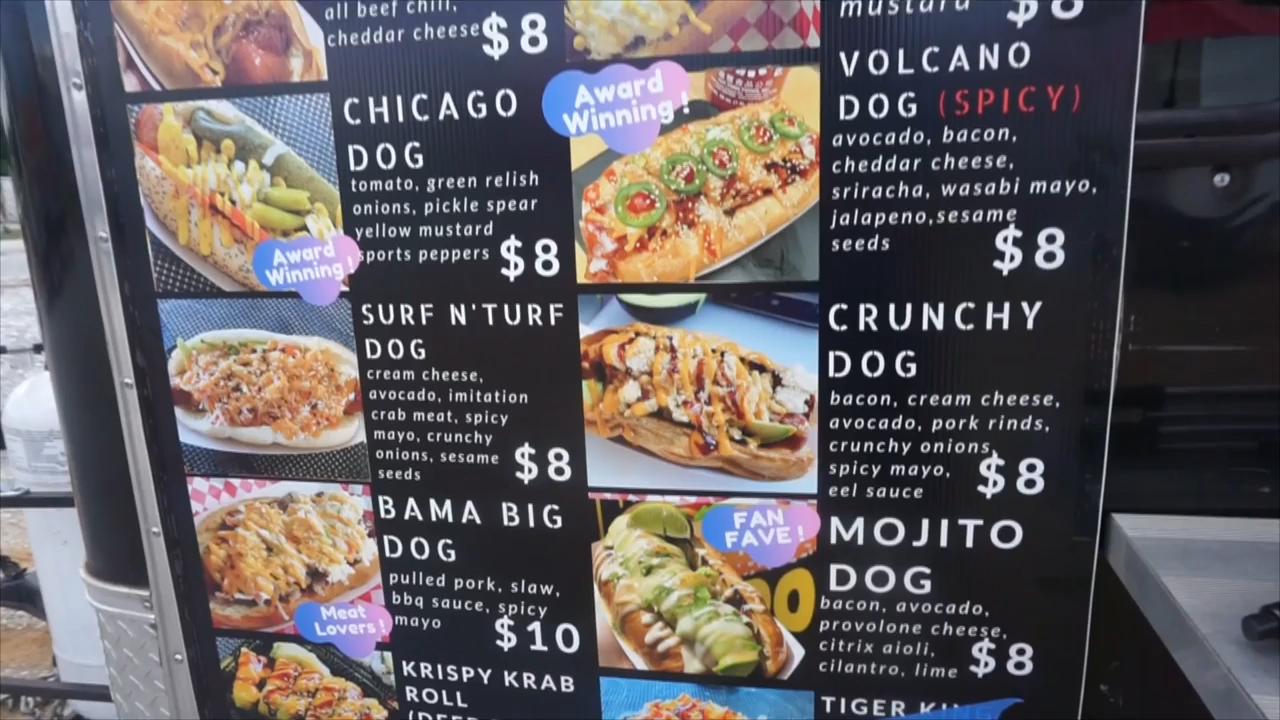 all beef chili,
cheddar cheese
$8
CHICAGO
DOG
tomato, green relish
onions, pickle spear
yellow mustard
sports peppers
$8
Award
Winning!
SURF N'TURF
DOG
cream cheese,
avocado, imitation
crab meat, spicy
mayo, crunchy
onions, sesame
seeds
$8
BAMA BIG
DOG
pulled pork, slaw,
bbq sauce, spicy
mayo
$10
Meat
Lovers!
KRISPY KRAB
ROLL
mustard
$8
Award
Winning!
VOLCANO
DOG (SPICY)
avocado, bacon,
cheddar cheese,
sriracha, wasabi mayo,
jalapeno,sesame
seeds
$8
CRUNCHY
DOG
bacon, cream cheese,
avocado, pork rinds,
crunchy onions,
spicy mayo,
eel sauce
$8
FAN
FAVE!
MOJITO
DOG
bacon, avocado,
provolone cheese,
citrix aioli,
cilantro, lime
$8
TIGER KING